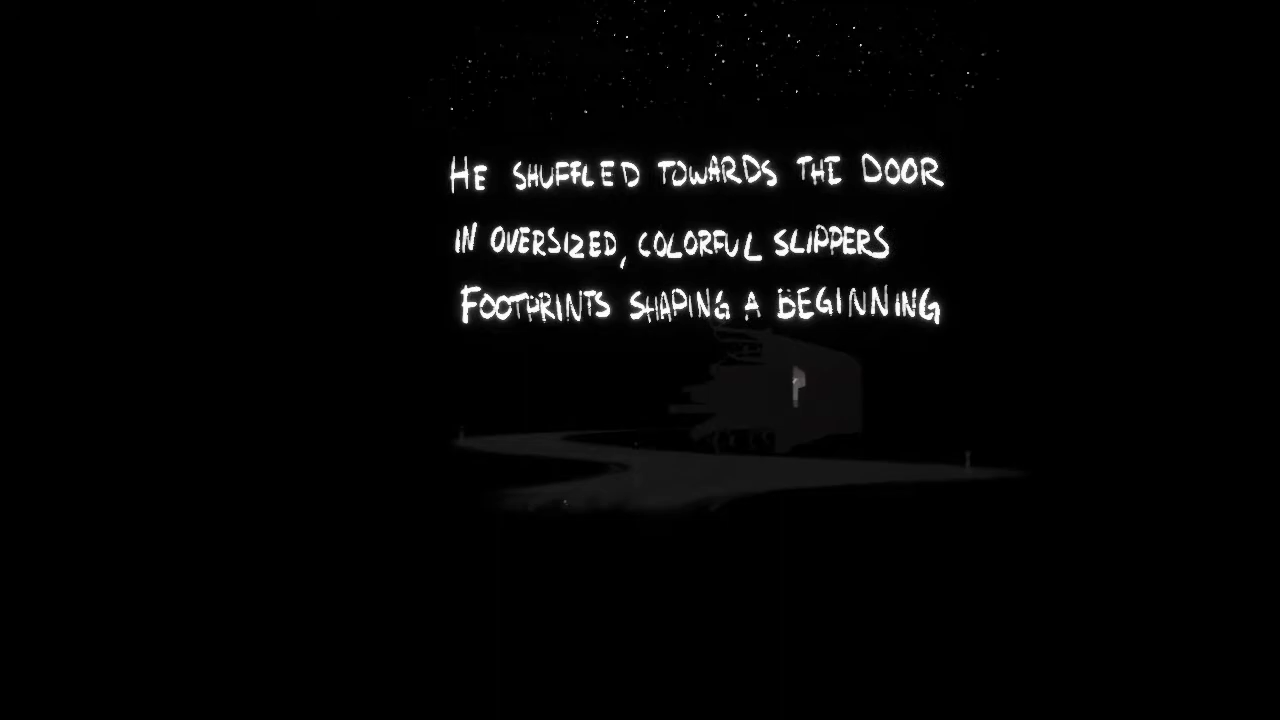 HE SHUFFLED TOWARDS THE DOOR
IN OVERSIZED, COLORFUL SLIPPERS
FOOTPRINTS SHAPING A BEGINNING